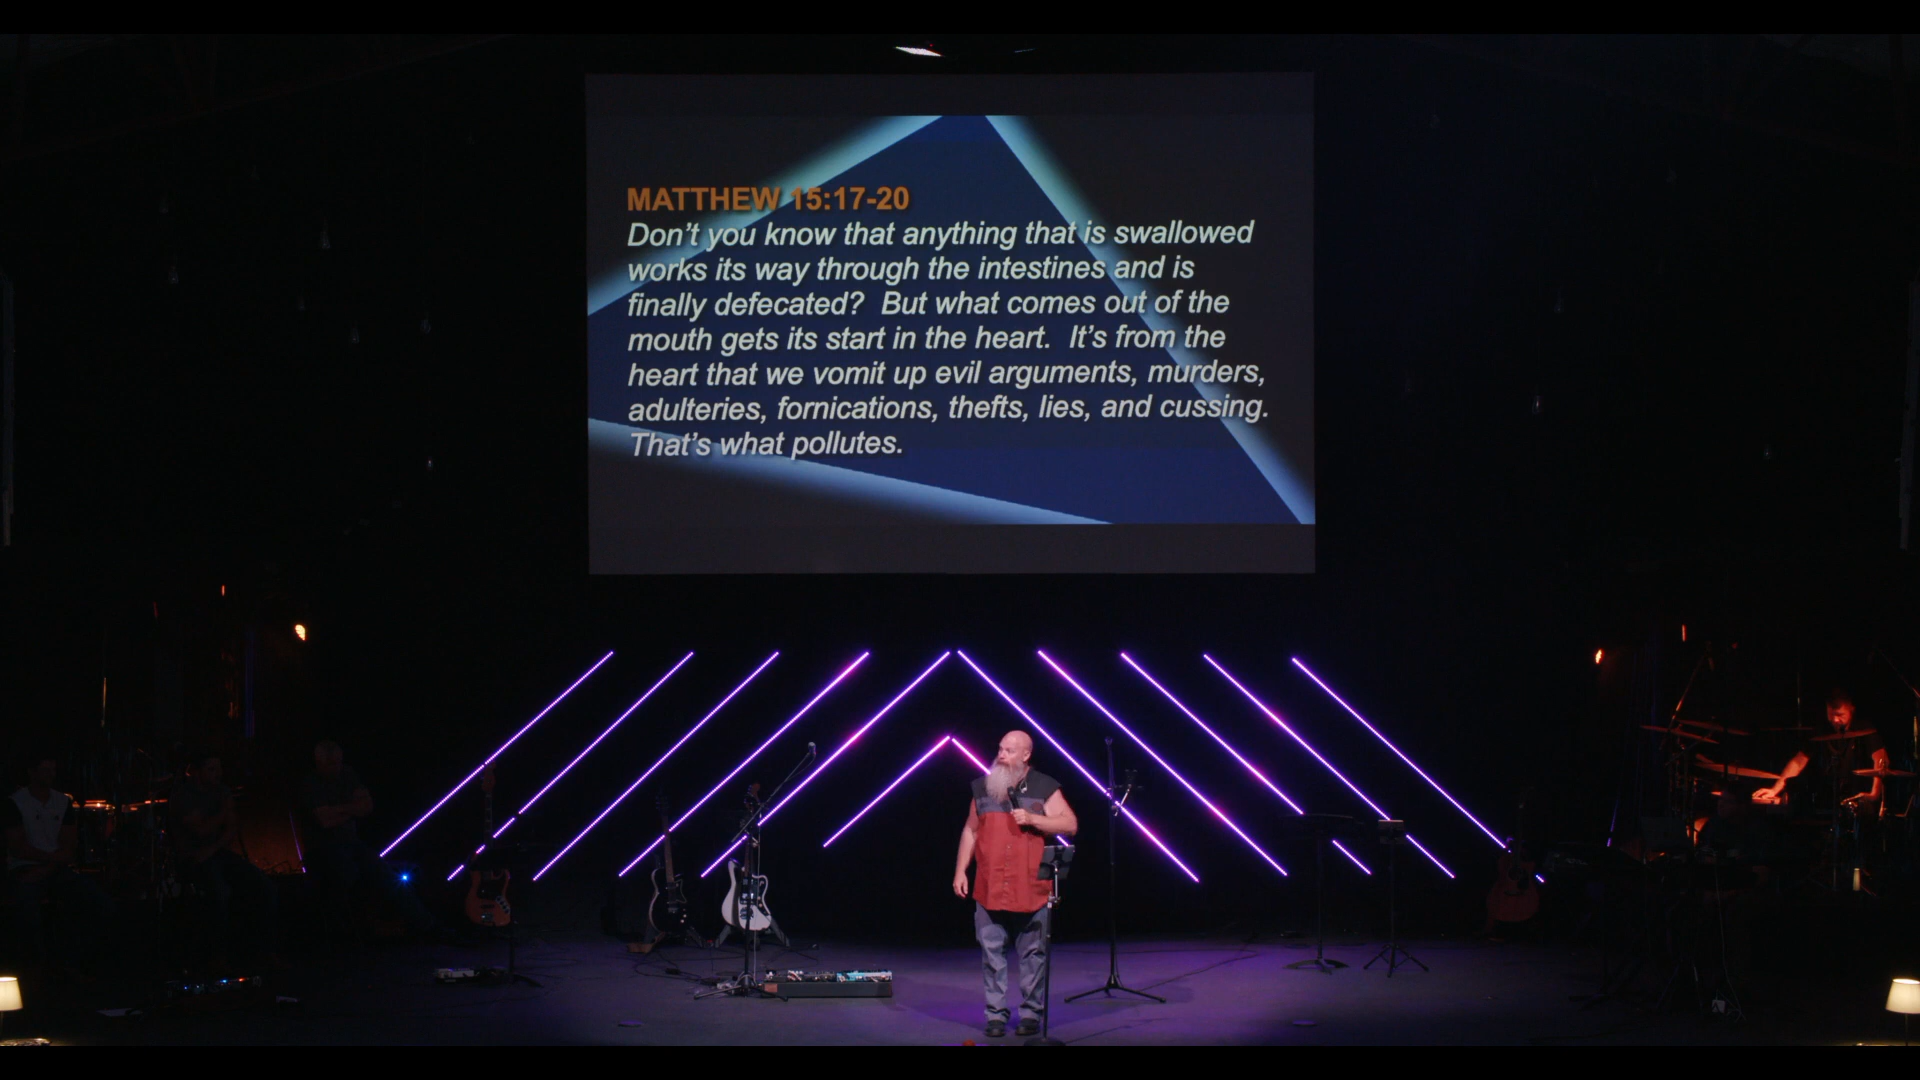 MATTHEW 15:17-20
Don't you know that anything that is swallowed
works its way through the intestines and is
finally defecated?  But what comes out of the
mouth gets its start in the heart.  It's from the
heart that we vomit up evil arguments, murders,
adulteries, fornications, thefts, lies, and cussing.
That's what pollutes.